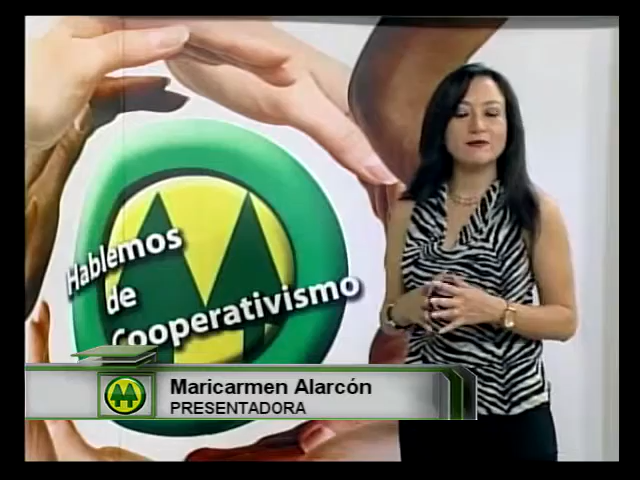 Hablemos
de
Cooperativismo
Maricarmen Alarcón
PRESENTADORA